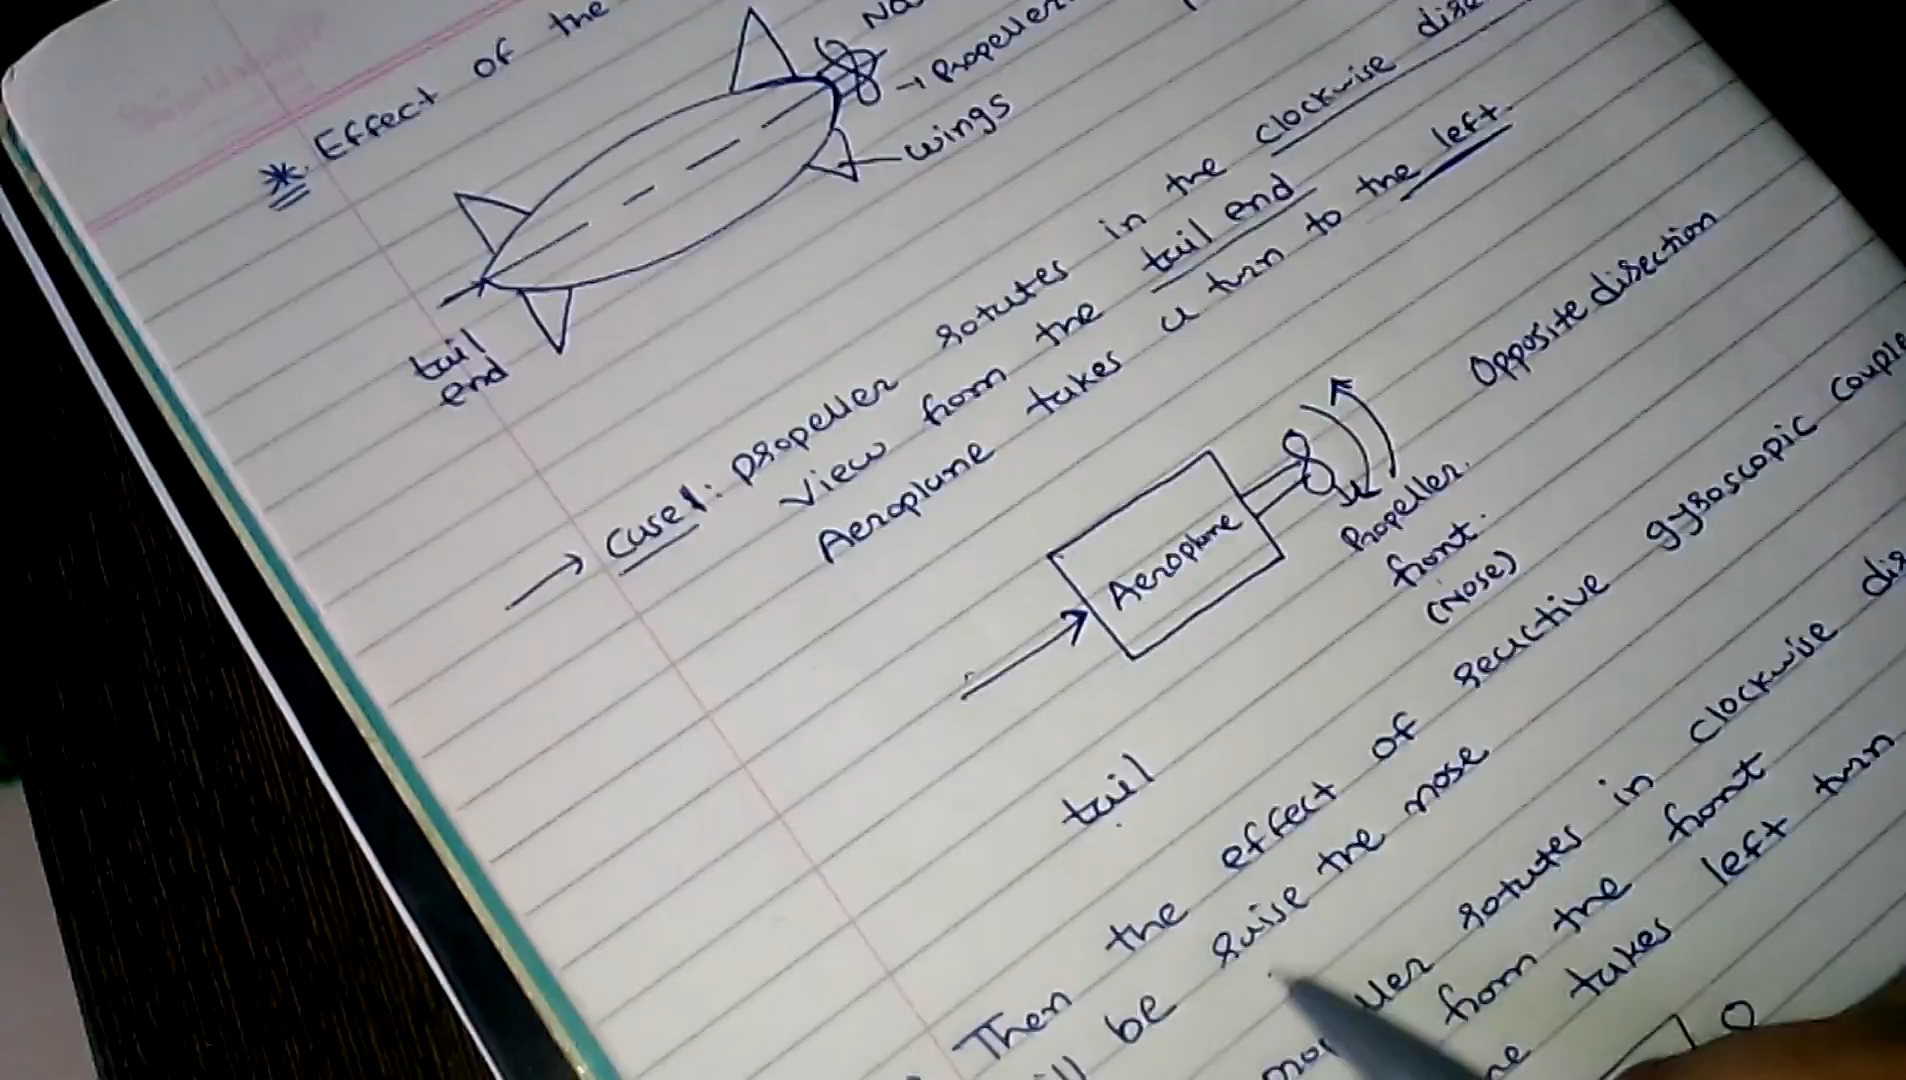 * Effect of the
No
→ Propeller
wings
tail
end
→ Case 1: propeller rotates in the clockwise dire
view from the tail end
Aeroplane takes a turn to the left.
Opposite direction
Aeroplane
Propeller.
front.
(Nose)
tail
Then the effect of reactive gyroscopic couple
be raise the nose
rotates in clockwise dir
from the front
takes left turn